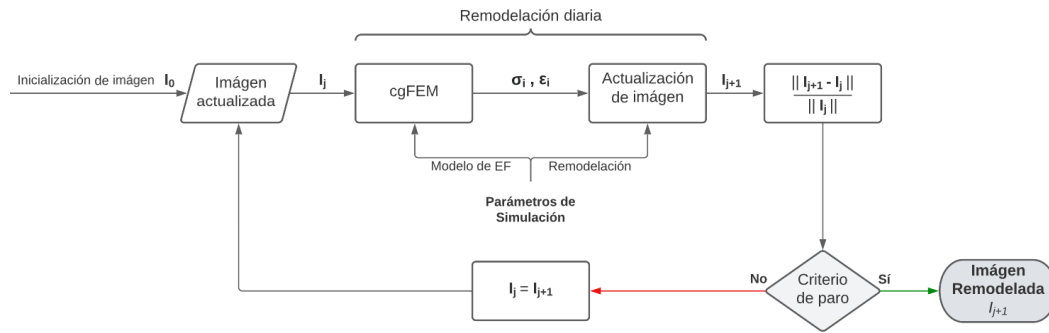 Remodelación diaria
Inicialización de imágen I₀
Imágen
actualizada
Iⱼ
cgFEM
σᵢ , εᵢ
Actualización
de imágen
Iⱼ₊₁
|| Iⱼ₊₁ - Iⱼ ||
|| Iⱼ ||
Modelo de EF
Remodelación
Parámetros de
Simulación
Iⱼ = Iⱼ₊₁
No
Criterio
de paro
Sí
Imágen
Remodelada
Iⱼ₊₁